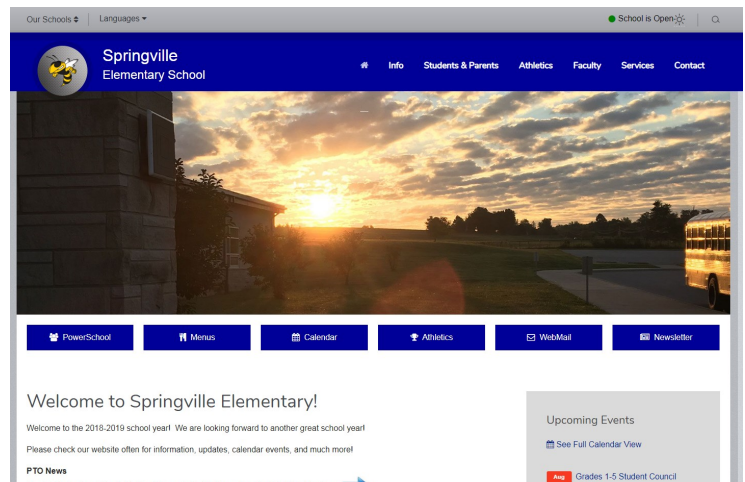 Our Schools
Languages
School is Open
Springville
Elementary School
Info Students & Parents Athletics Faculty Services Contact
PowerSchool Menus Calendar Athletics WebMail Newsletter
Welcome to Springville Elementary!
Welcome to the 2018-2019 school year! We are looking forward to another great school year!
Please check our website often for information, updates, calendar events, and much more!
PTO News
Upcoming Events
See Full Calendar View
Aug Grades 1-5 Student Council